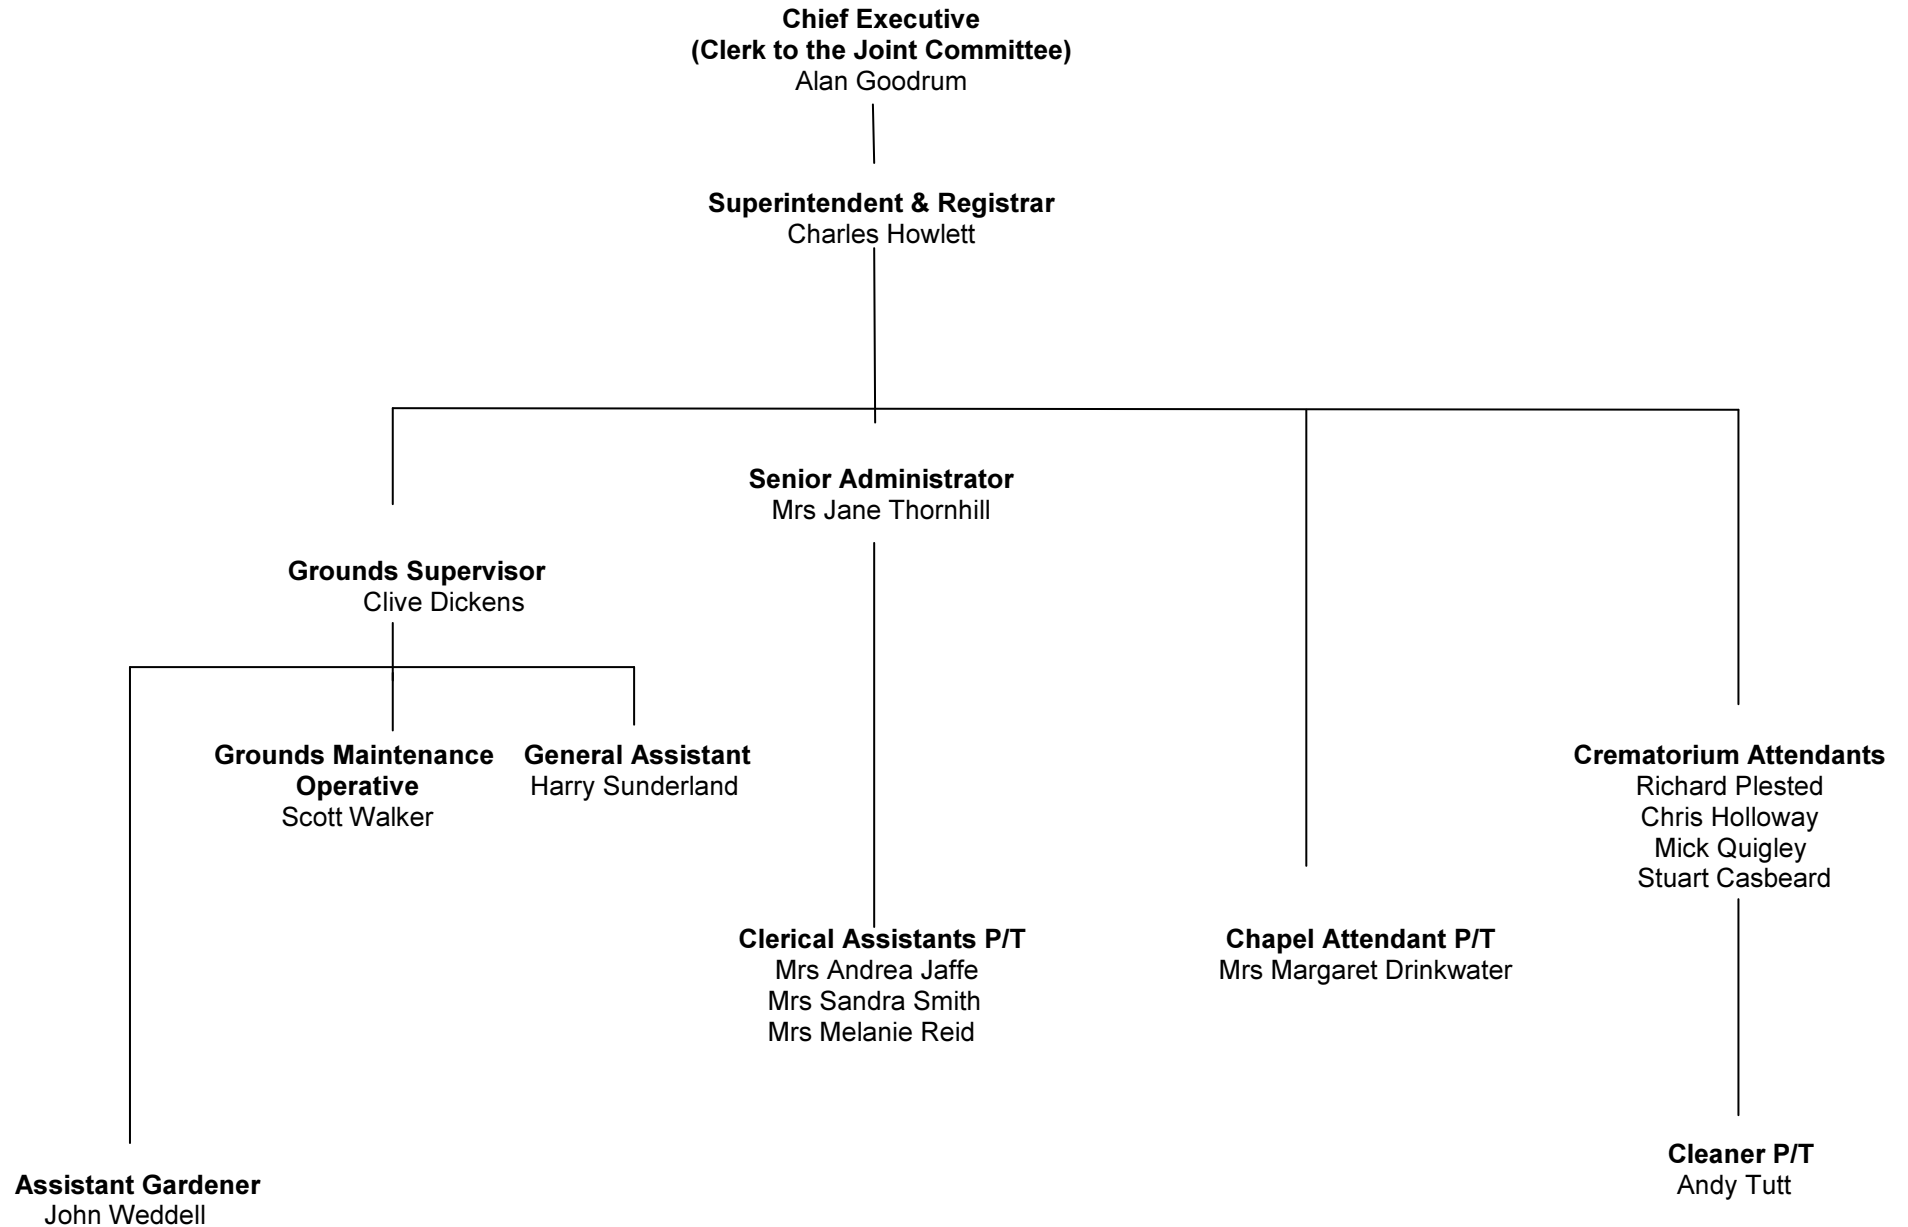 Chief Executive
(Clerk to the Joint Committee)
Alan Goodrum
Superintendent & Registrar
Charles Howlett
Senior Administrator
Mrs Jane Thornhill
Grounds Supervisor
Clive Dickens
Grounds Maintenance
Operative
Scott Walker
General Assistant
Harry Sunderland
Crematorium Attendants
Richard Plested
Chris Holloway
Mick Quigley
Stuart Casbeard
Clerical Assistants P/T
Mrs Andrea Jaffe
Mrs Sandra Smith
Mrs Melanie Reid
Chapel Attendant P/T
Mrs Margaret Drinkwater
Cleaner P/T
Andy Tutt
Assistant Gardener
John Weddell